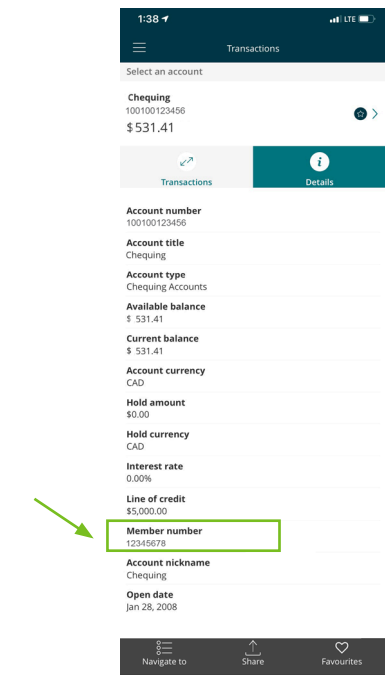 1:38
LTE
Transactions
Select an account
Chequing
100100123456
$531.41
i
Transactions
Details
Account number
100100123456
Account title
Chequing
Account type
Chequing Accounts
Available balance
$ 531.41
Current balance
$ 531.41
Account currency
CAD
Hold amount
$0.00
Hold currency
CAD
Interest rate
0.00%
Line of credit
$5,000.00
Member number
12345678
Account nickname
Chequing
Open date
Jan 28, 2008
Navigate to
Share
Favourites